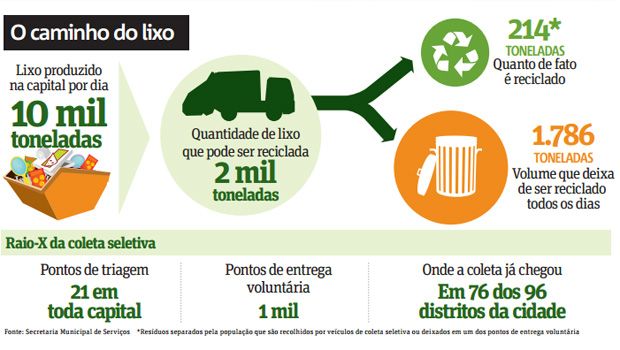 O caminho do lixo
Lixo produzido
na capital por dia
10 mil
toneladas
Quantidade de lixo
que pode ser reciclada
2 mil
toneladas
214*
TONELADAS
Quanto de fato
é reciclado
1.786
TONELADAS
Volume que deixa
de ser reciclado
todos os dias
Raio-X da coleta seletiva
Pontos de triagem
21 em
toda capital
Pontos de entrega
voluntária
1 mil
Onde a coleta já chegou
Em 76 dos 96
distritos da cidade
Fonte: Secretaria Municipal de Serviços *Resíduos separados pela população que são recolhidos por veículos de coleta seletiva ou deixados em um dos pontos de entrega voluntária